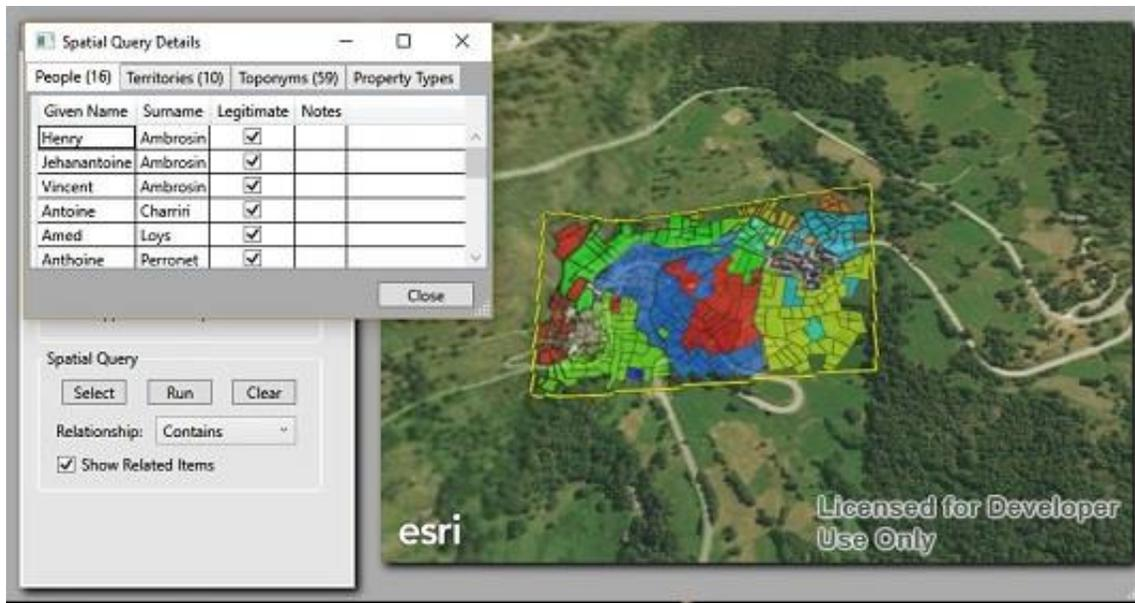 Spatial Query Details
People (16) Territories (10) Toponyms (59) Property Types
Given Name Surname Legitimate Notes
Henry Ambrosin
Jehanantoine Ambrosin
Vincent Ambrosin
Antoine Charriri
Amed Loys
Anthoine Perronet
Close
Spatial Query
Select Run Clear
Relationship: Contains
Show Related Items
esri
Licensed for Developer
Use Only